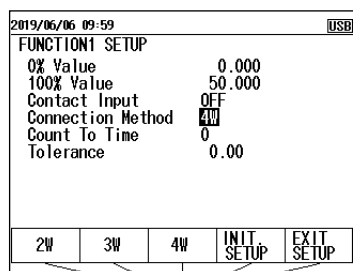 2019/06/06 09:59 USB
FUNCTION1 SETUP
0% Value 0.000
100% Value 50.000
Contact Input OFF
Connection Method 4W
Count To Time 0
Tolerance 0.00
2W 3W 4W INIT. SETUP EXIT SETUP